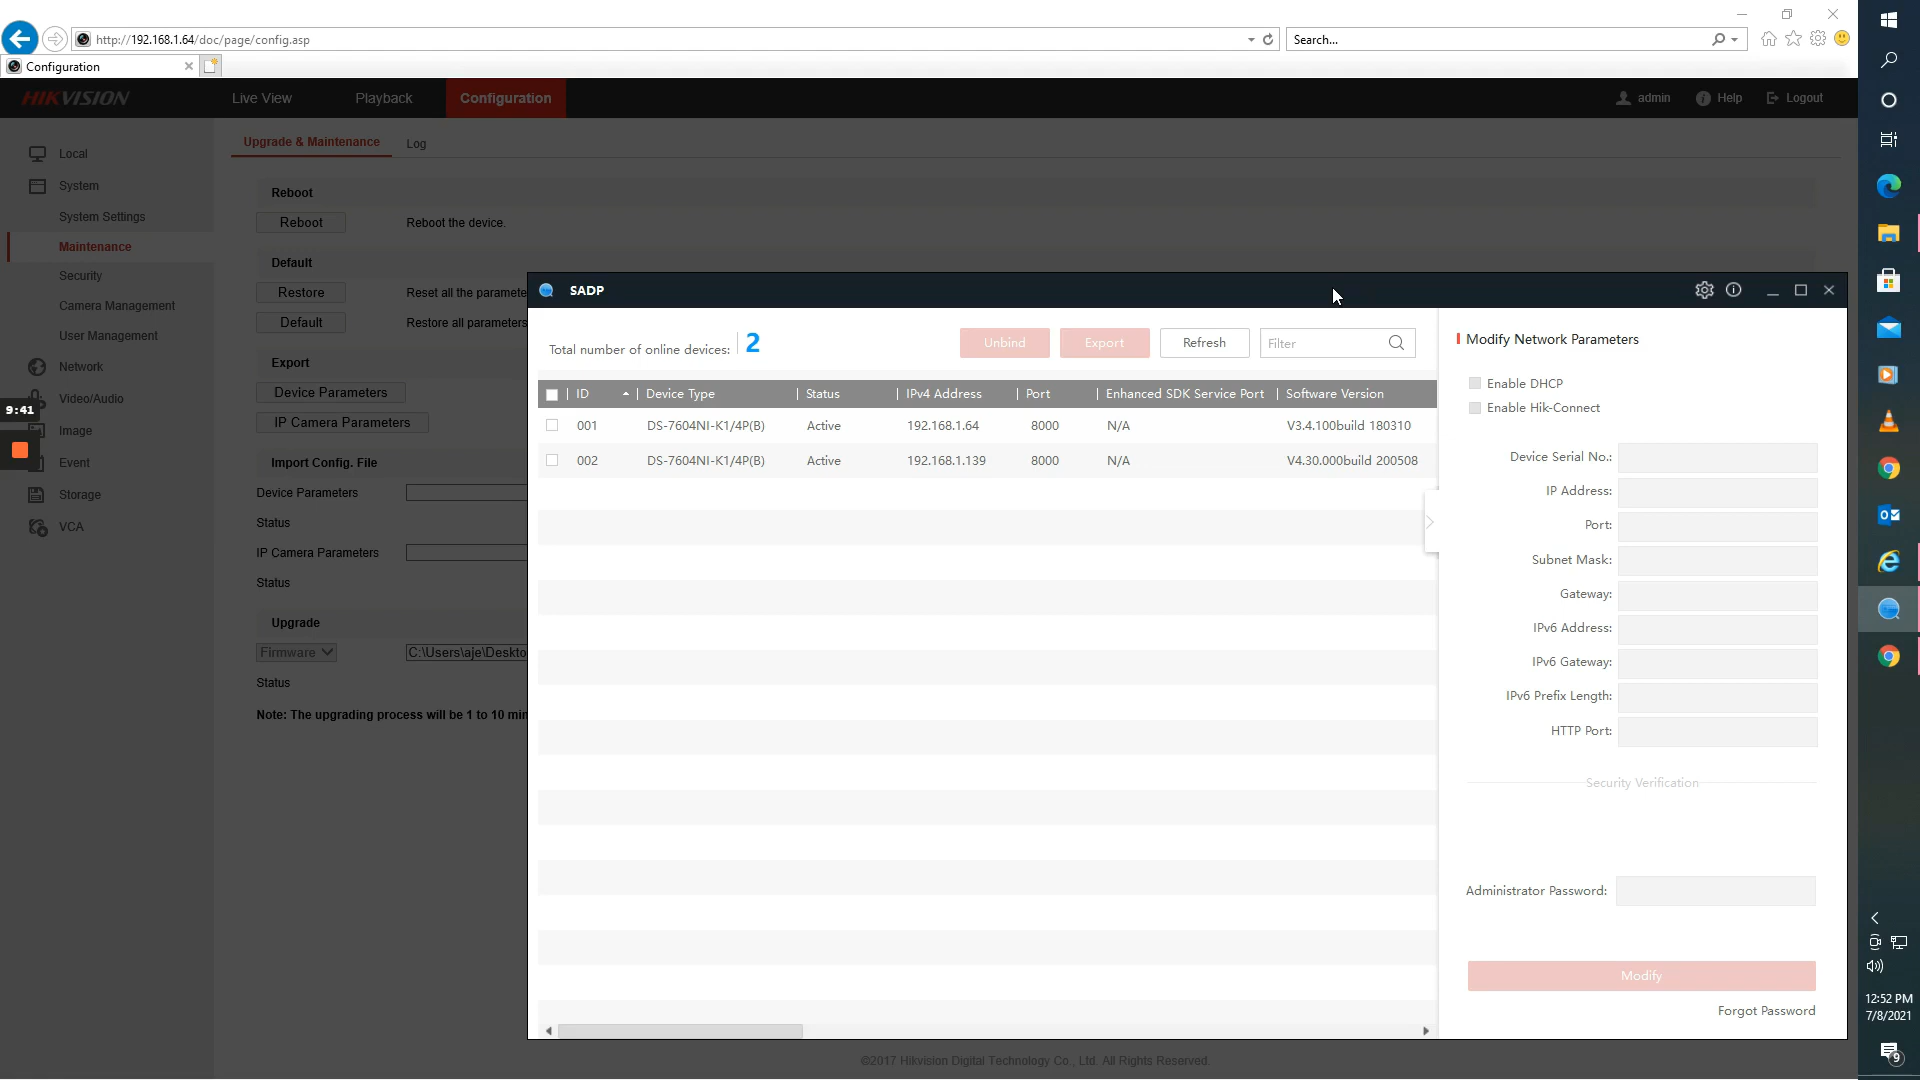 http://192.168.1.64/doc/page/config.asp
Search...
Configuration
HIKVISION
Live View
Playback
Configuration
admin
Help
Logout
Upgrade & Maintenance
Log
Local
System
System Settings
Maintenance
Security
Camera Management
User Management
Network
Video/Audio
Image
Event
Storage
VCA
9:41
Reboot
Reboot
Reboot the device.
Default
Restore
Reset all the paramete
Default
Restore all parameters
Export
Device Parameters
IP Camera Parameters
Import Config. File
Device Parameters
Status
IP Camera Parameters
Status
Upgrade
Firmware
C:\Users\aje\Deskto
Status
Note: The upgrading process will be 1 to 10 min
SADP
Total number of online devices: 2
Unbind
Export
Refresh
Filter
ID Device Type Status IPv4 Address Port Enhanced SDK Service Port Software Version
001 DS-7604NI-K1/4P(B) Active 192.168.1.64 8000 N/A V3.4.100build 180310
002 DS-7604NI-K1/4P(B) Active 192.168.1.139 8000 N/A V4.30.000build 200508
Modify Network Parameters
Enable DHCP
Enable Hik-Connect
Device Serial No.:
IP Address:
Port:
Subnet Mask:
Gateway:
IPv6 Address:
IPv6 Gateway:
IPv6 Prefix Length:
HTTP Port:
Security Verification
Administrator Password:
Modify
Forgot Password
©2017 Hikvision Digital Technology Co., Ltd. All Rights Reserved.
12:52 PM
7/8/2021
9